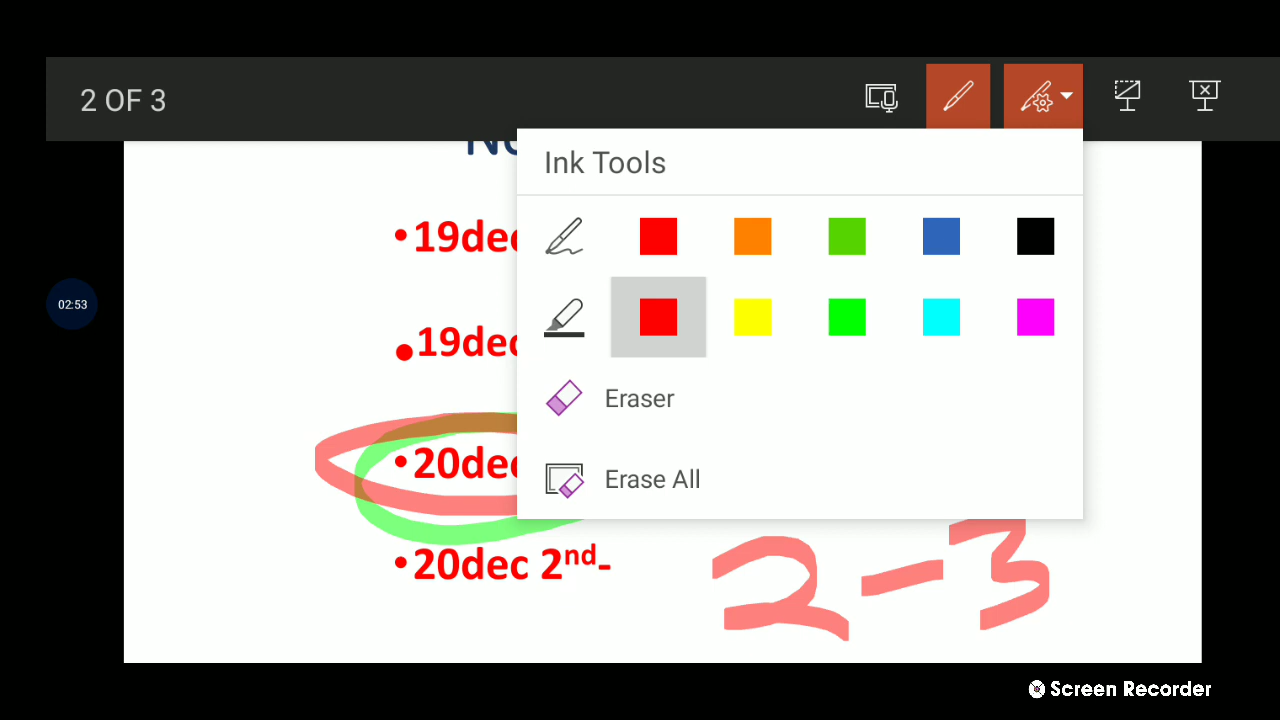 2 OF 3
Ink Tools
•19dec
•19dec
Eraser
•20dec
Erase All
•20dec 2nd-
2-3
02:53
Screen Recorder